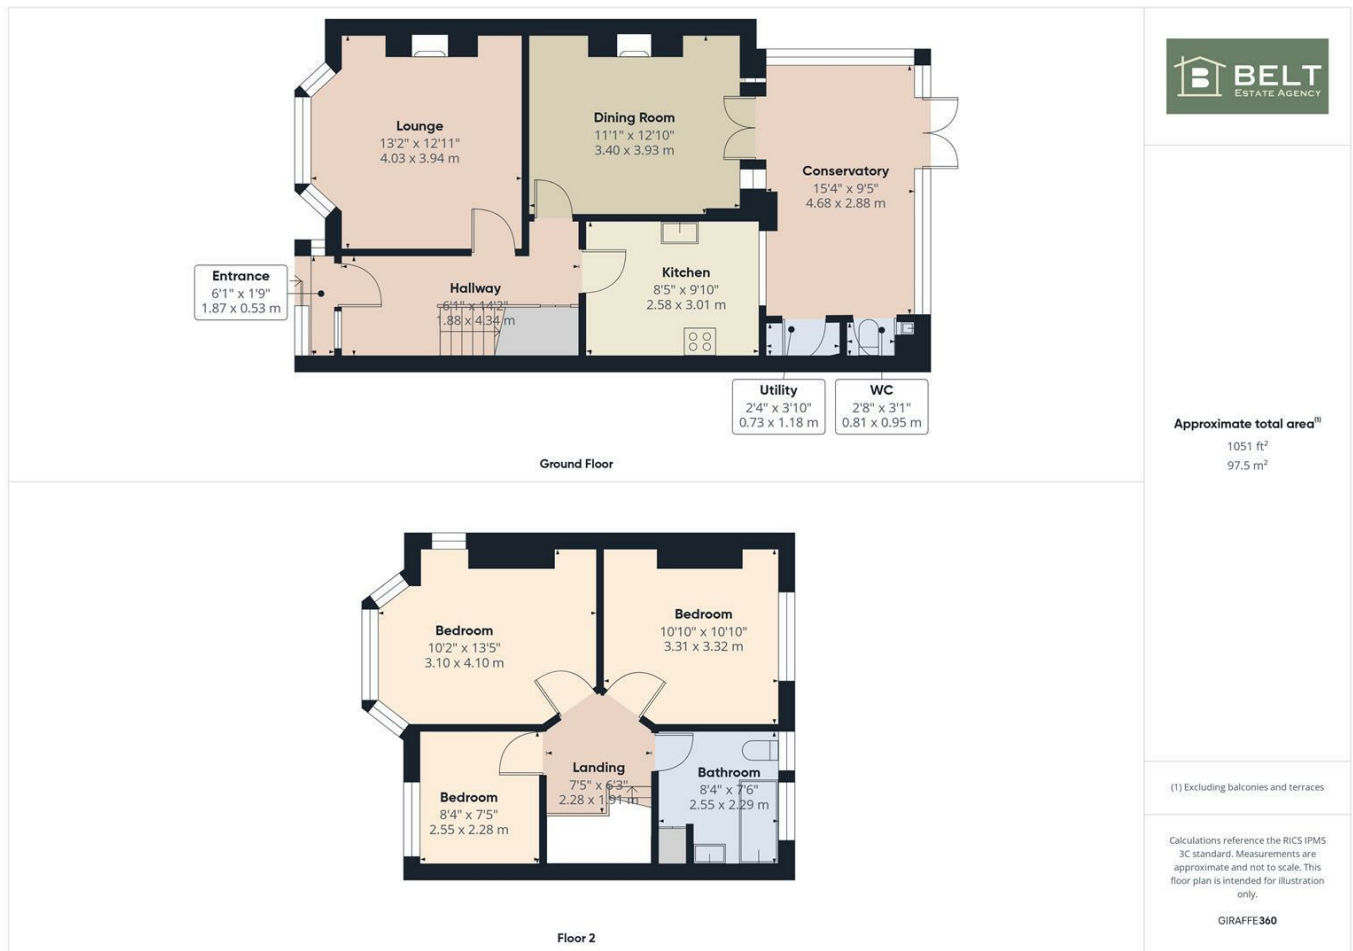 Lounge
13'2" x 12'11"
4.03 x 3.94 m
Dining Room
11'1" x 12'10"
3.40 x 3.93 m
Conservatory
15'4" x 9'5"
4.68 x 2.88 m
Entrance
6'1" x 1'9"
1.87 x 0.53 m
Hallway
6'1" x 14'2"
1.88 x 4.34 m
Kitchen
8'5" x 9'10"
2.58 x 3.01 m
Utility
2'4" x 3'10"
0.73 x 1.18 m
WC
2'8" x 3'1"
0.81 x 0.95 m
Ground Floor
Bedroom
10'2" x 13'5"
3.10 x 4.10 m
Bedroom
10'10" x 10'10"
3.31 x 3.32 m
Landing
7'5" x 6'3"
2.28 x 1.91 m
Bathroom
8'4" x 7'6"
2.55 x 2.29 m
Bedroom
8'4" x 7'5"
2.55 x 2.28 m
Floor 2
B BELT
ESTATE AGENCY
Approximate total area(1)
1051 ft²
97.5 m²
(1) Excluding balconies and terraces
Calculations reference the RICS IPMS
3C standard. Measurements are
approximate and not to scale. This
floor plan is intended for illustration
only.
GIRAFFE360